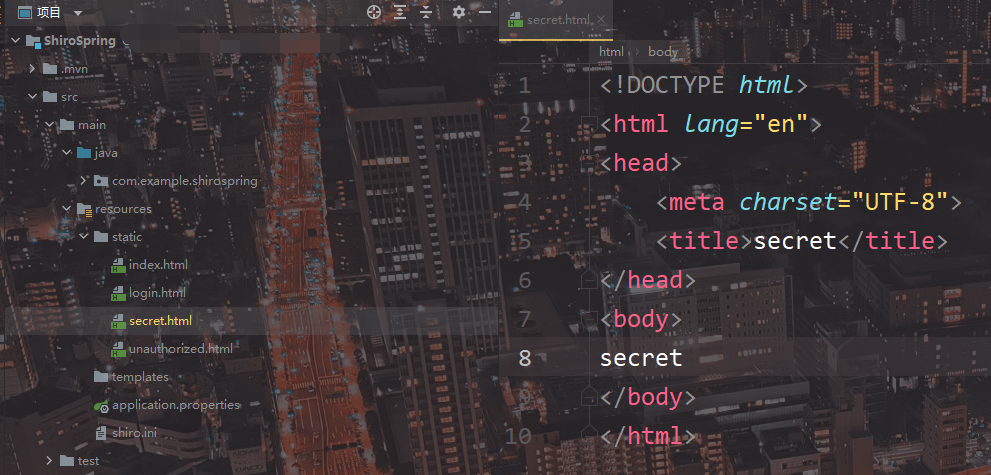 项目
ShiroSpring
.mvn
src
main
java
com.example.shirospring
resources
static
index.html
login.html
secret.html
unauthorized.html
templates
application.properties
shiro.ini
test
secret.html
html › body
1 <!DOCTYPE html>
2 <html lang="en">
3 <head>
4 <meta charset="UTF-8">
5 <title>secret</title>
6 </head>
7 <body>
8 secret
9 </body>
10 </html>